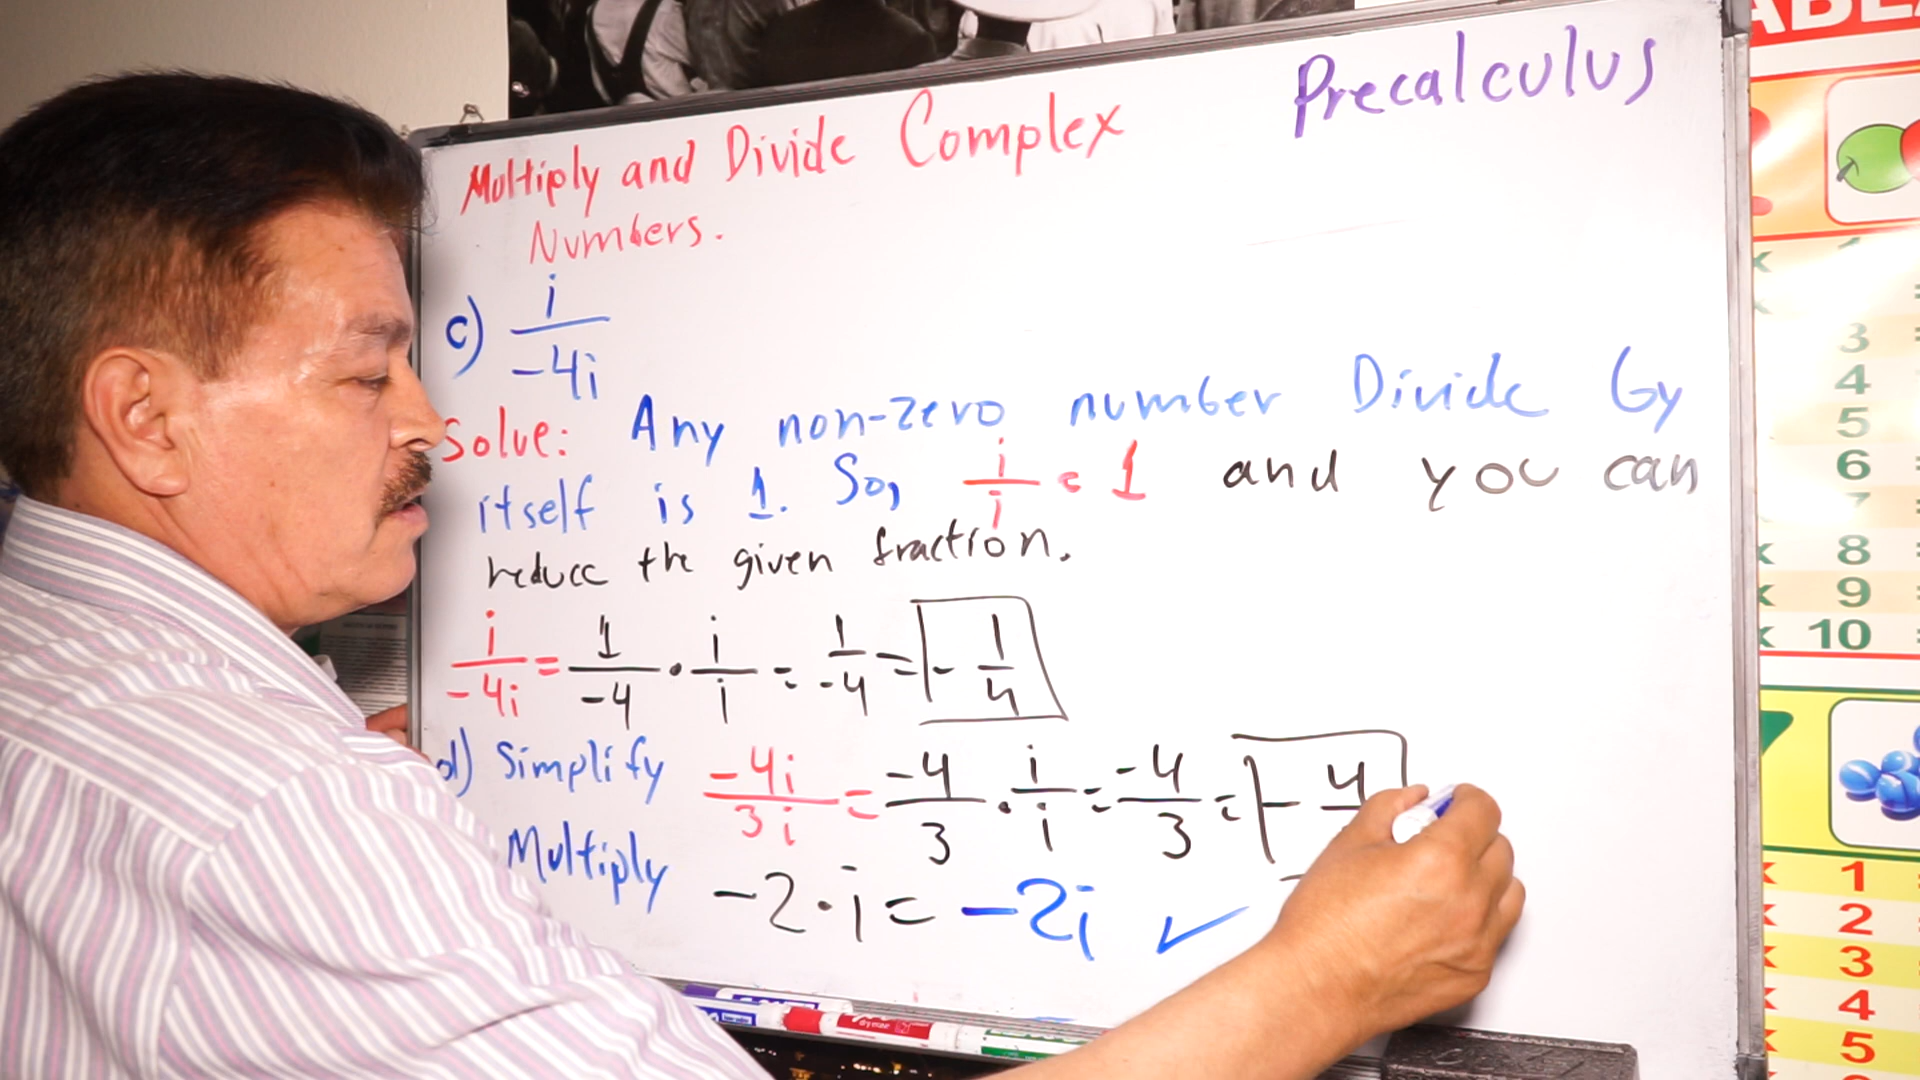 Precalculus
Multiply and Divide Complex
Numbers.
c) i / -4i
Solve: Any non-zero number Divide by
itself is 1. So, i/i = 1 and you can
reduce the given fraction.
i/-4i = 1/-4 · i/i = 1/-4 = -1/4
d) Simplify -4i/3i = -4/3 · i/i = -4/3 = -4
Multiply -2·i = -2i ✓
3
4
5
6
7
x 8
x 9
x 10
x 1
x 2
x 3
x 4
x 5